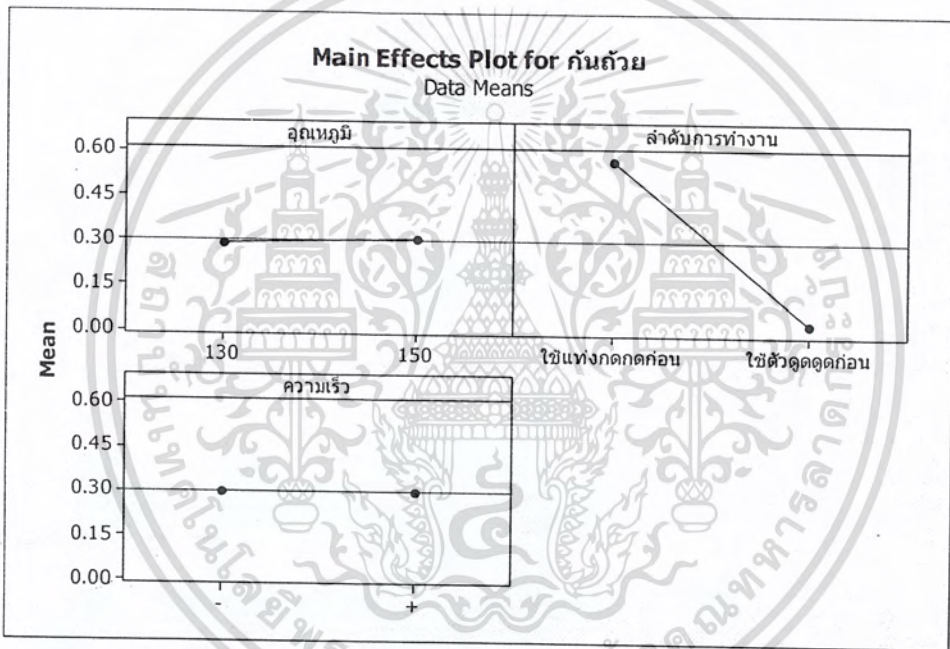 Main Effects Plot for ก้นถ้วย
Data Means
อุณหภูมิ
ลำดับการทำงาน
0.60
0.45
0.30
0.15
0.00
130
150
ใช้แท่งกดกดก่อน
ใช้ตัวดูดดูดก่อน
Mean
ความเร็ว
0.60
0.45
0.30
0.15
0.00
-
+